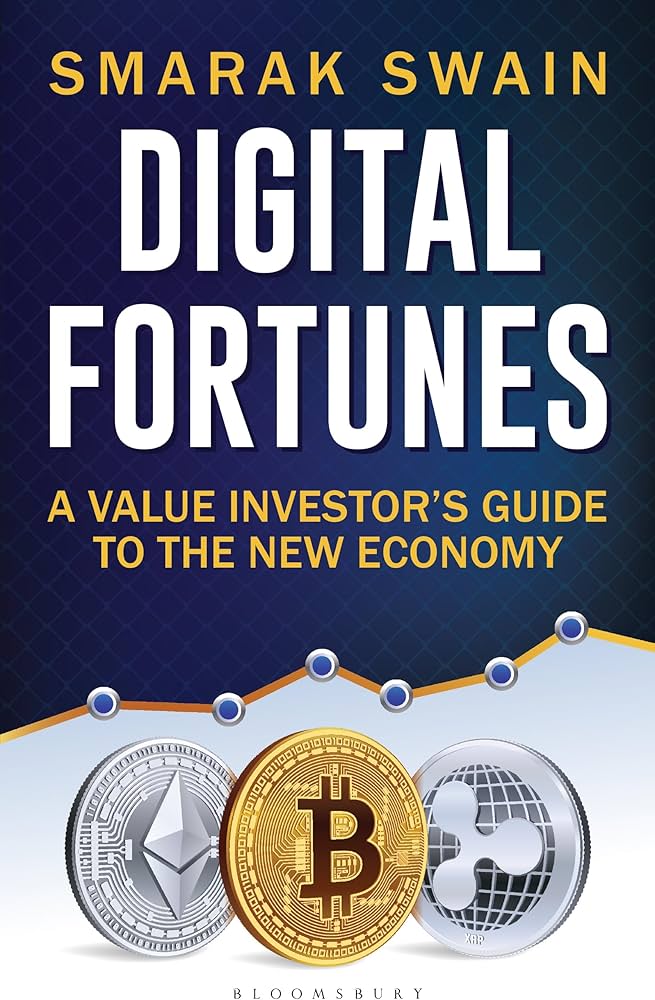 SMARAK SWAIN
DIGITAL
FORTUNES
A VALUE INVESTOR'S GUIDE
TO THE NEW ECONOMY
XRP
BLOOMSBURY